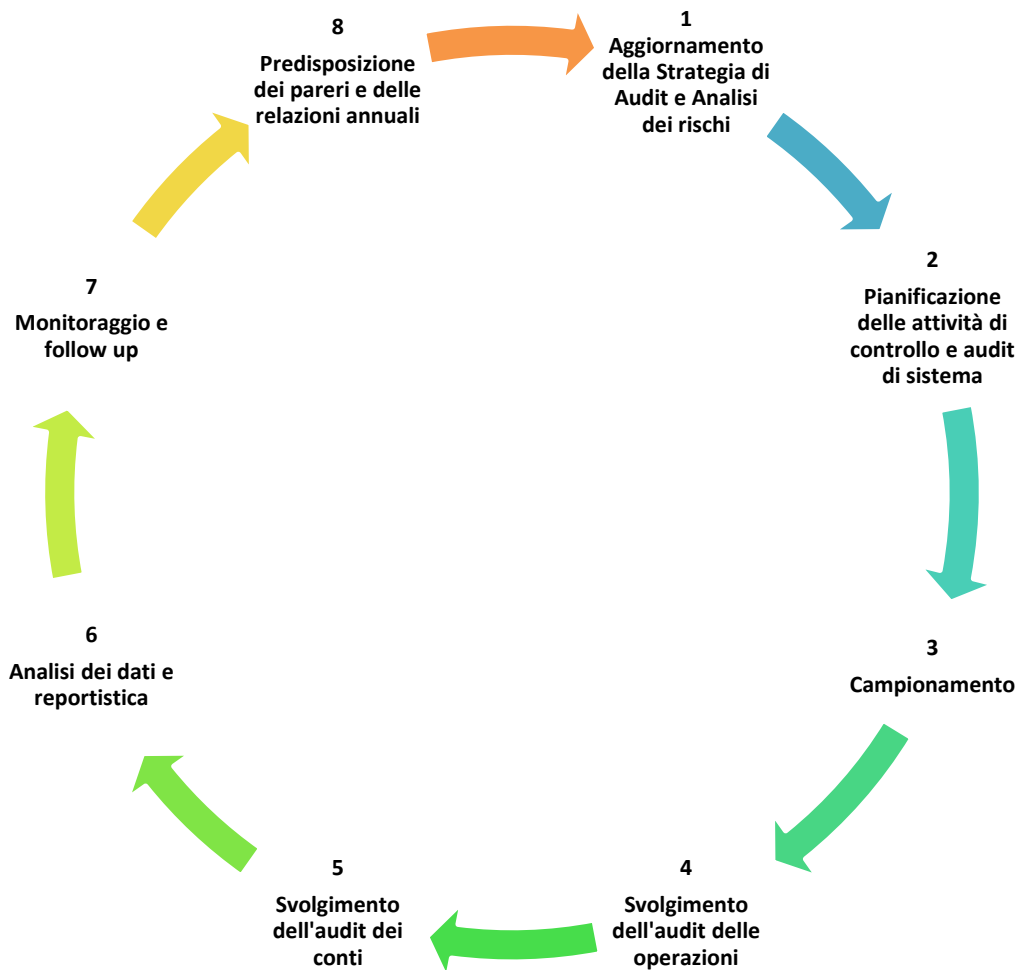 1
Aggiornamento
della Strategia di
Audit e Analisi
dei rischi
2
Pianificazione
delle attività di
controllo e audit
di sistema
3
Campionamento
4
Svolgimento
dell'audit delle
operazioni
5
Svolgimento
dell'audit dei
conti
6
Analisi dei dati e
reportistica
7
Monitoraggio e
follow up
8
Predisposizione
dei pareri e delle
relazioni annuali